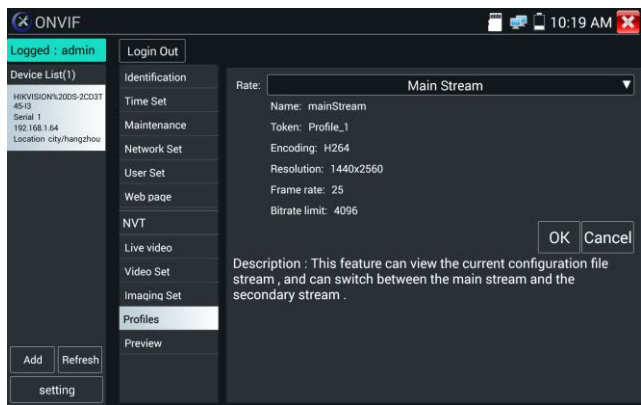 ONVIF
10:19 AM
Logged : admin
Login Out
Device List(1)
HIKVISION%20DS-2CD3T
45-I3
Serial 1
192.168.1.64
Location city/hangzhou
Add
Refresh
setting
Identification
Time Set
Maintenance
Network Set
User Set
Web page
NVT
Live video
Video Set
Imaging Set
Profiles
Preview
Rate:
Main Stream
Name: mainStream
Token: Profile_1
Encoding: H264
Resolution: 1440x2560
Frame rate: 25
Bitrate limit: 4096
OK
Cancel
Description : This feature can view the current configuration file
stream , and can switch between the main stream and the
secondary stream .